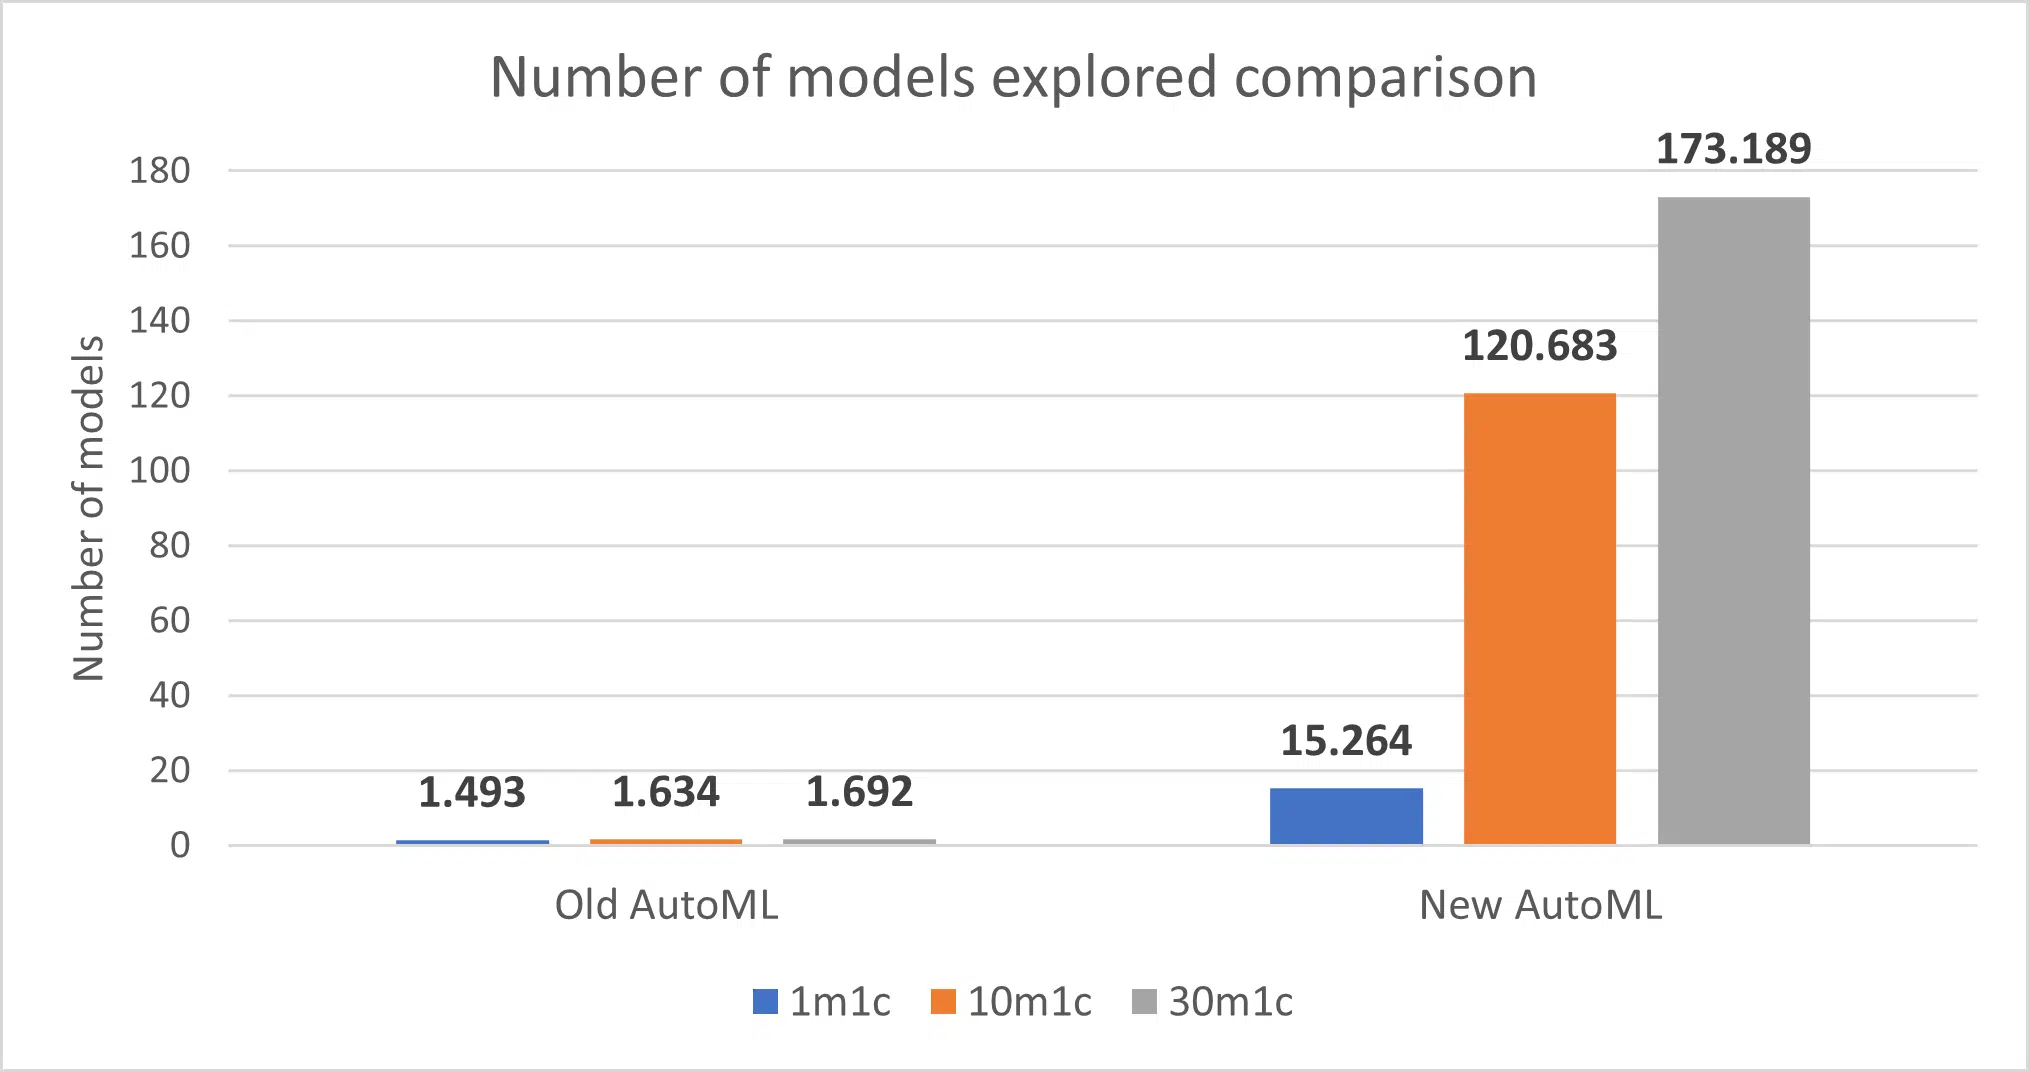 Number of models explored comparison
Number of models
180
160
140
120
100
80
60
40
20
0
1.493
1.634
1.692
15.264
120.683
173.189
Old AutoML
New AutoML
1m1c
10m1c
30m1c